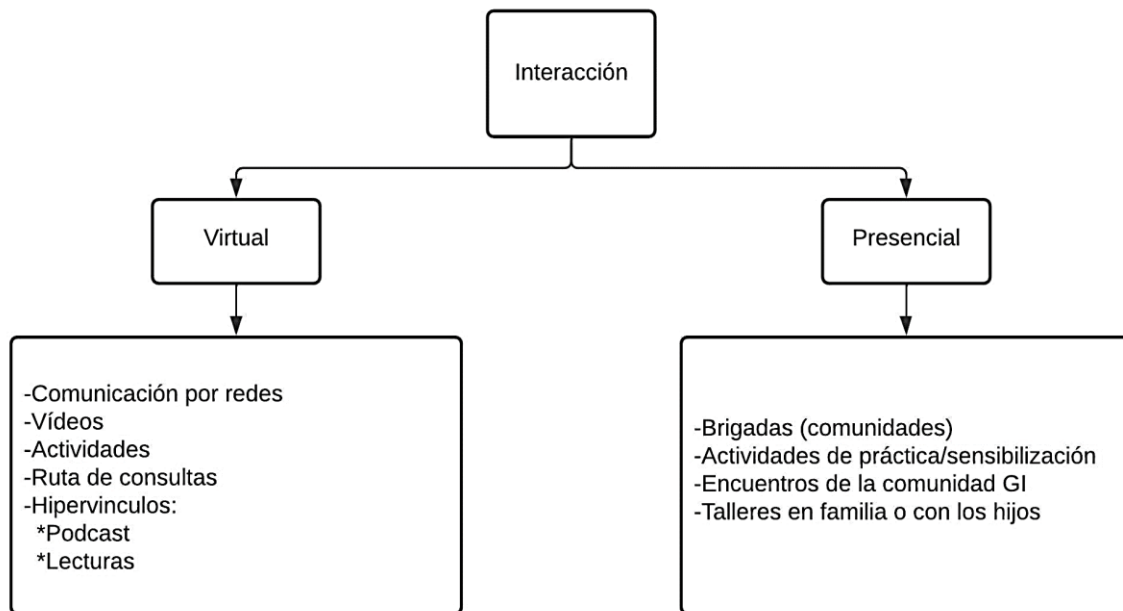 Interacción
Virtual
Presencial
-Comunicación por redes
-Vídeos
-Actividades
-Ruta de consultas
-Hipervinculos:
*Podcast
*Lecturas
-Brigadas (comunidades)
-Actividades de práctica/sensibilización
-Encuentros de la comunidad GI
-Talleres en familia o con los hijos